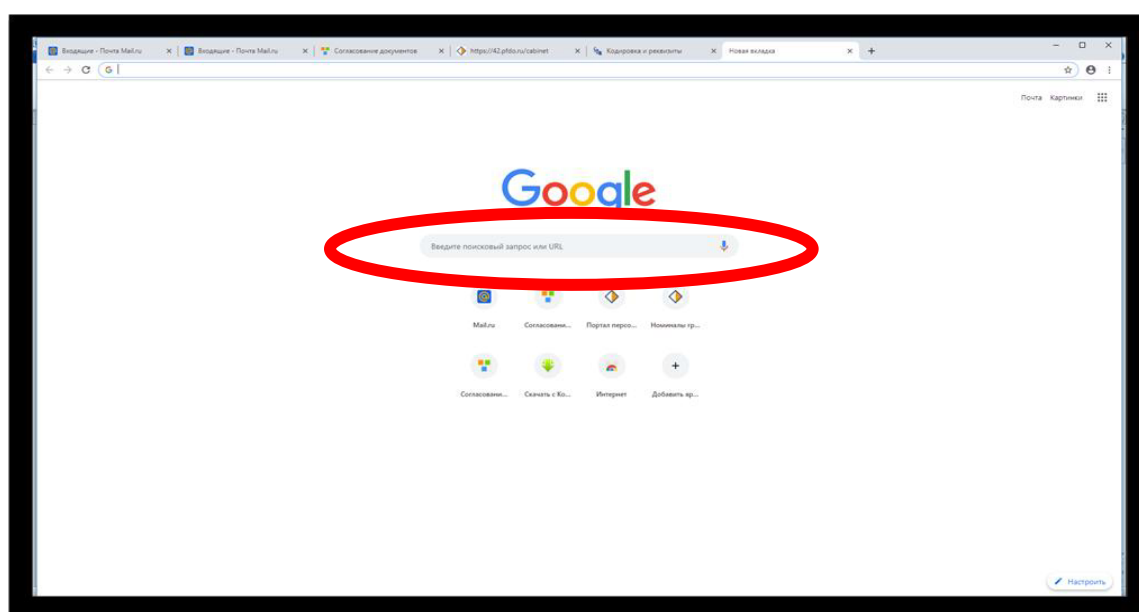 Входящие - Почта Mail.ru
Входящие - Почта Mail.ru
Согласование документов
https://42.pfdo.ru/cabinet
Кодировка и реквизиты
Новая вкладка
Почта Картинки
Google
Введите поисковый запрос или URL
Mail.ru
Согласовани...
Портал персо...
Номиналы гр...
Согласовани...
Скачать с Ко...
Интернет
Добавить яр...
Настроить